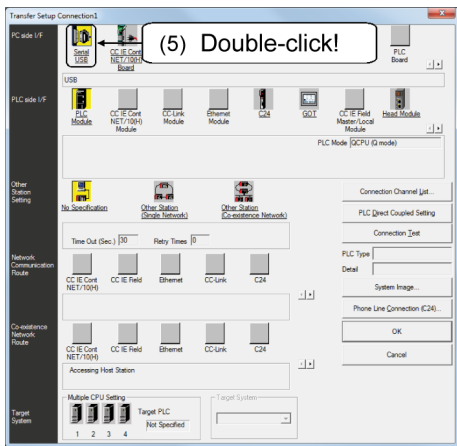 Transfer Setup Connection1
(5) Double-click!
PC side I/F
Serial
USB
CC IE Cont
NET/10(H)
Board
PLC
Board
USB
PLC side I/F
PLC
Module
CC IE Cont
NET/10(H)
Module
CC-Link
Module
Ethernet
Module
C24
GOT
CC IE Field
Master/Local
Module
Head Module
PLC Mode QCPU (Q mode)
Other
Station
Setting
No Specification
Other Station
(Single Network)
Other Station
(Co-existence Network)
Time Out (Sec.) 30 Retry Times 0
Connection Channel List...
PLC Direct Coupled Setting
Connection Test
PLC Type
Detail
System Image...
Phone Line Connection (C24)...
OK
Cancel
Network
Communication
Route
CC IE Cont
NET/10(H)
CC IE Field
Ethernet
CC-Link
C24
Co-existence
Network
Route
CC IE Cont
NET/10(H)
CC IE Field
Ethernet
CC-Link
C24
Accessing Host Station
Target
System
Multiple CPU Setting
1 2 3 4
Target PLC
Not Specified
Target System